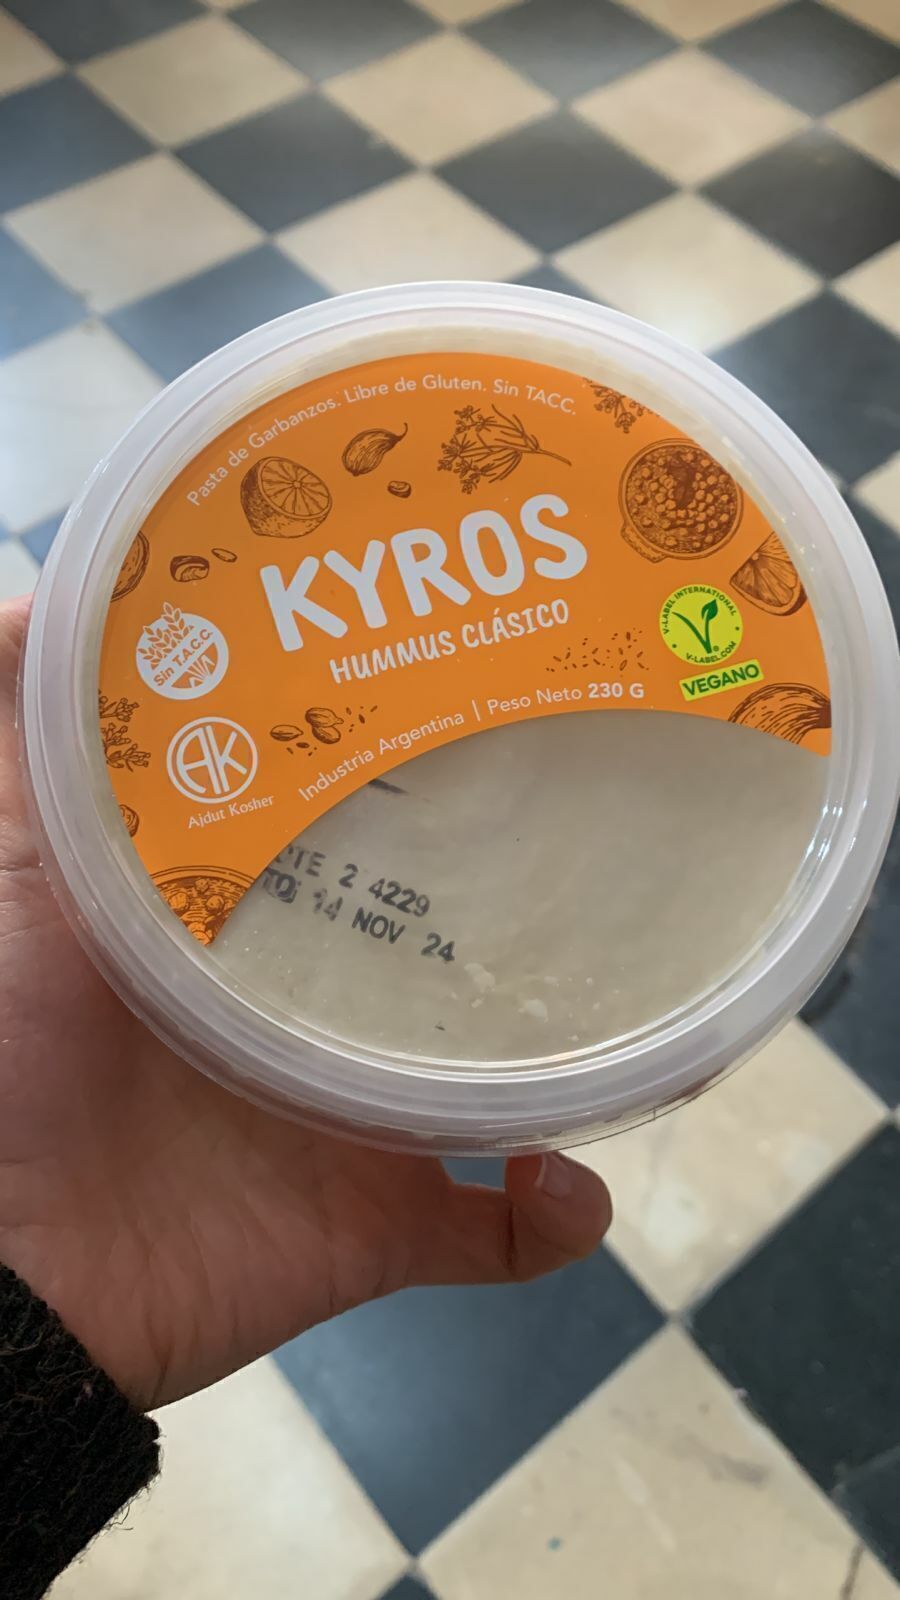 Pasta de Garbanzos. Libre de Gluten. Sin TACC.
KYROS
HUMMUS CLÁSICO
Sin T.A.C.C.
V-LABEL INTERNATIONAL
V-LABEL.COM
VEGANO
Industria Argentina | Peso Neto 230 G
AK
Ajdut Kosher
2 4229
14 NOV 24